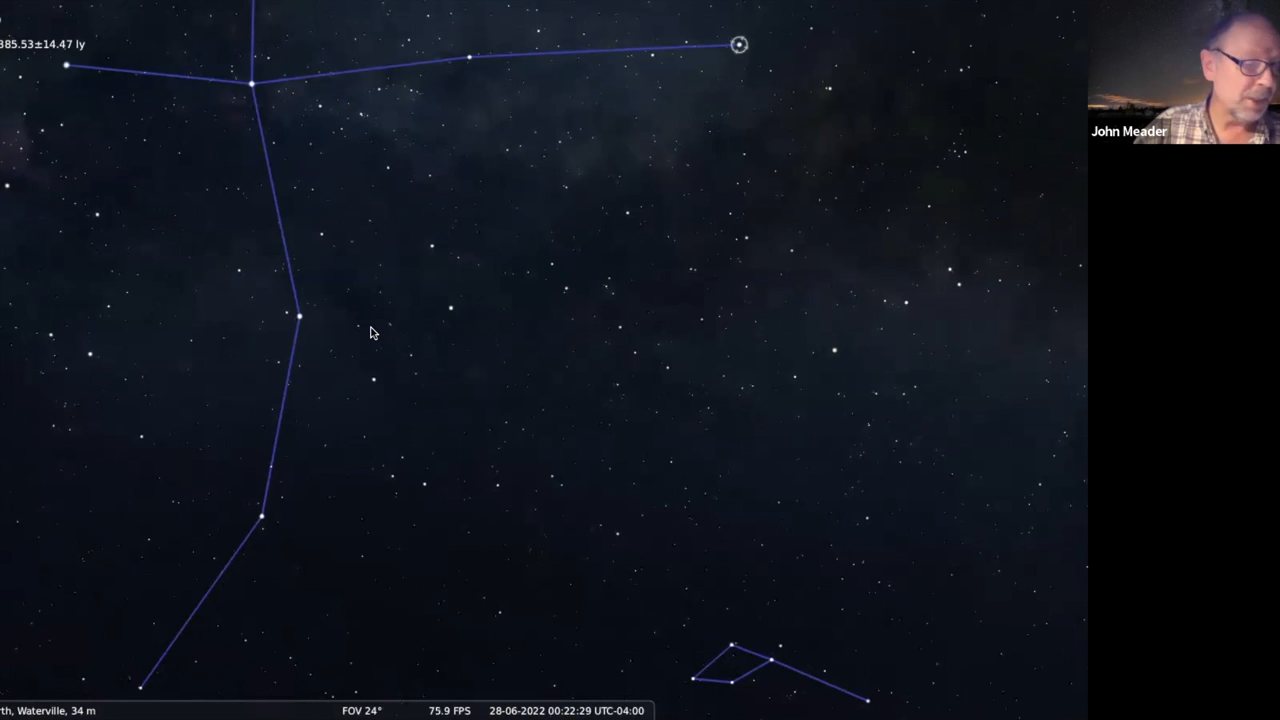 385.53±14.47 ly
John Meader
rth, Waterville, 34 m FOV 24° 75.9 FPS 28-06-2022 00:22:29 UTC-04:00